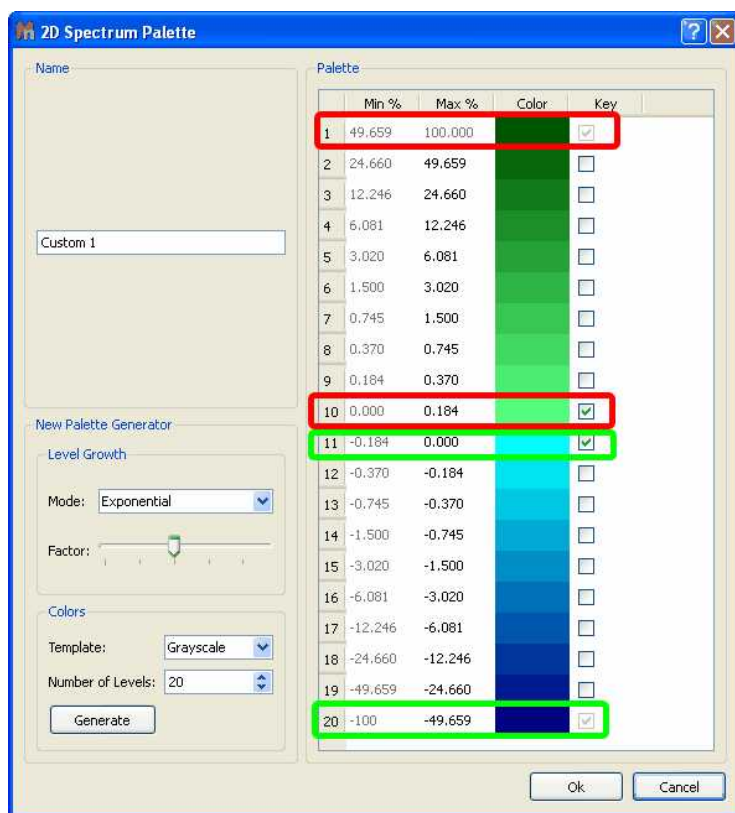 2D Spectrum Palette
Name
Custom 1
New Palette Generator
Level Growth
Mode: Exponential
Factor:
Colors
Template: Grayscale
Number of Levels: 20
Generate
Palette
Min % Max % Color Key
1 49.659 100.000
2 24.660 49.659
3 12.246 24.660
4 6.081 12.246
5 3.020 6.081
6 1.500 3.020
7 0.745 1.500
8 0.370 0.745
9 0.184 0.370
10 0.000 0.184
11 -0.184 0.000
12 -0.370 -0.184
13 -0.745 -0.370
14 -1.500 -0.745
15 -3.020 -1.500
16 -6.081 -3.020
17 -12.246 -6.081
18 -24.660 -12.246
19 -49.659 -24.660
20 -100 -49.659
Ok Cancel